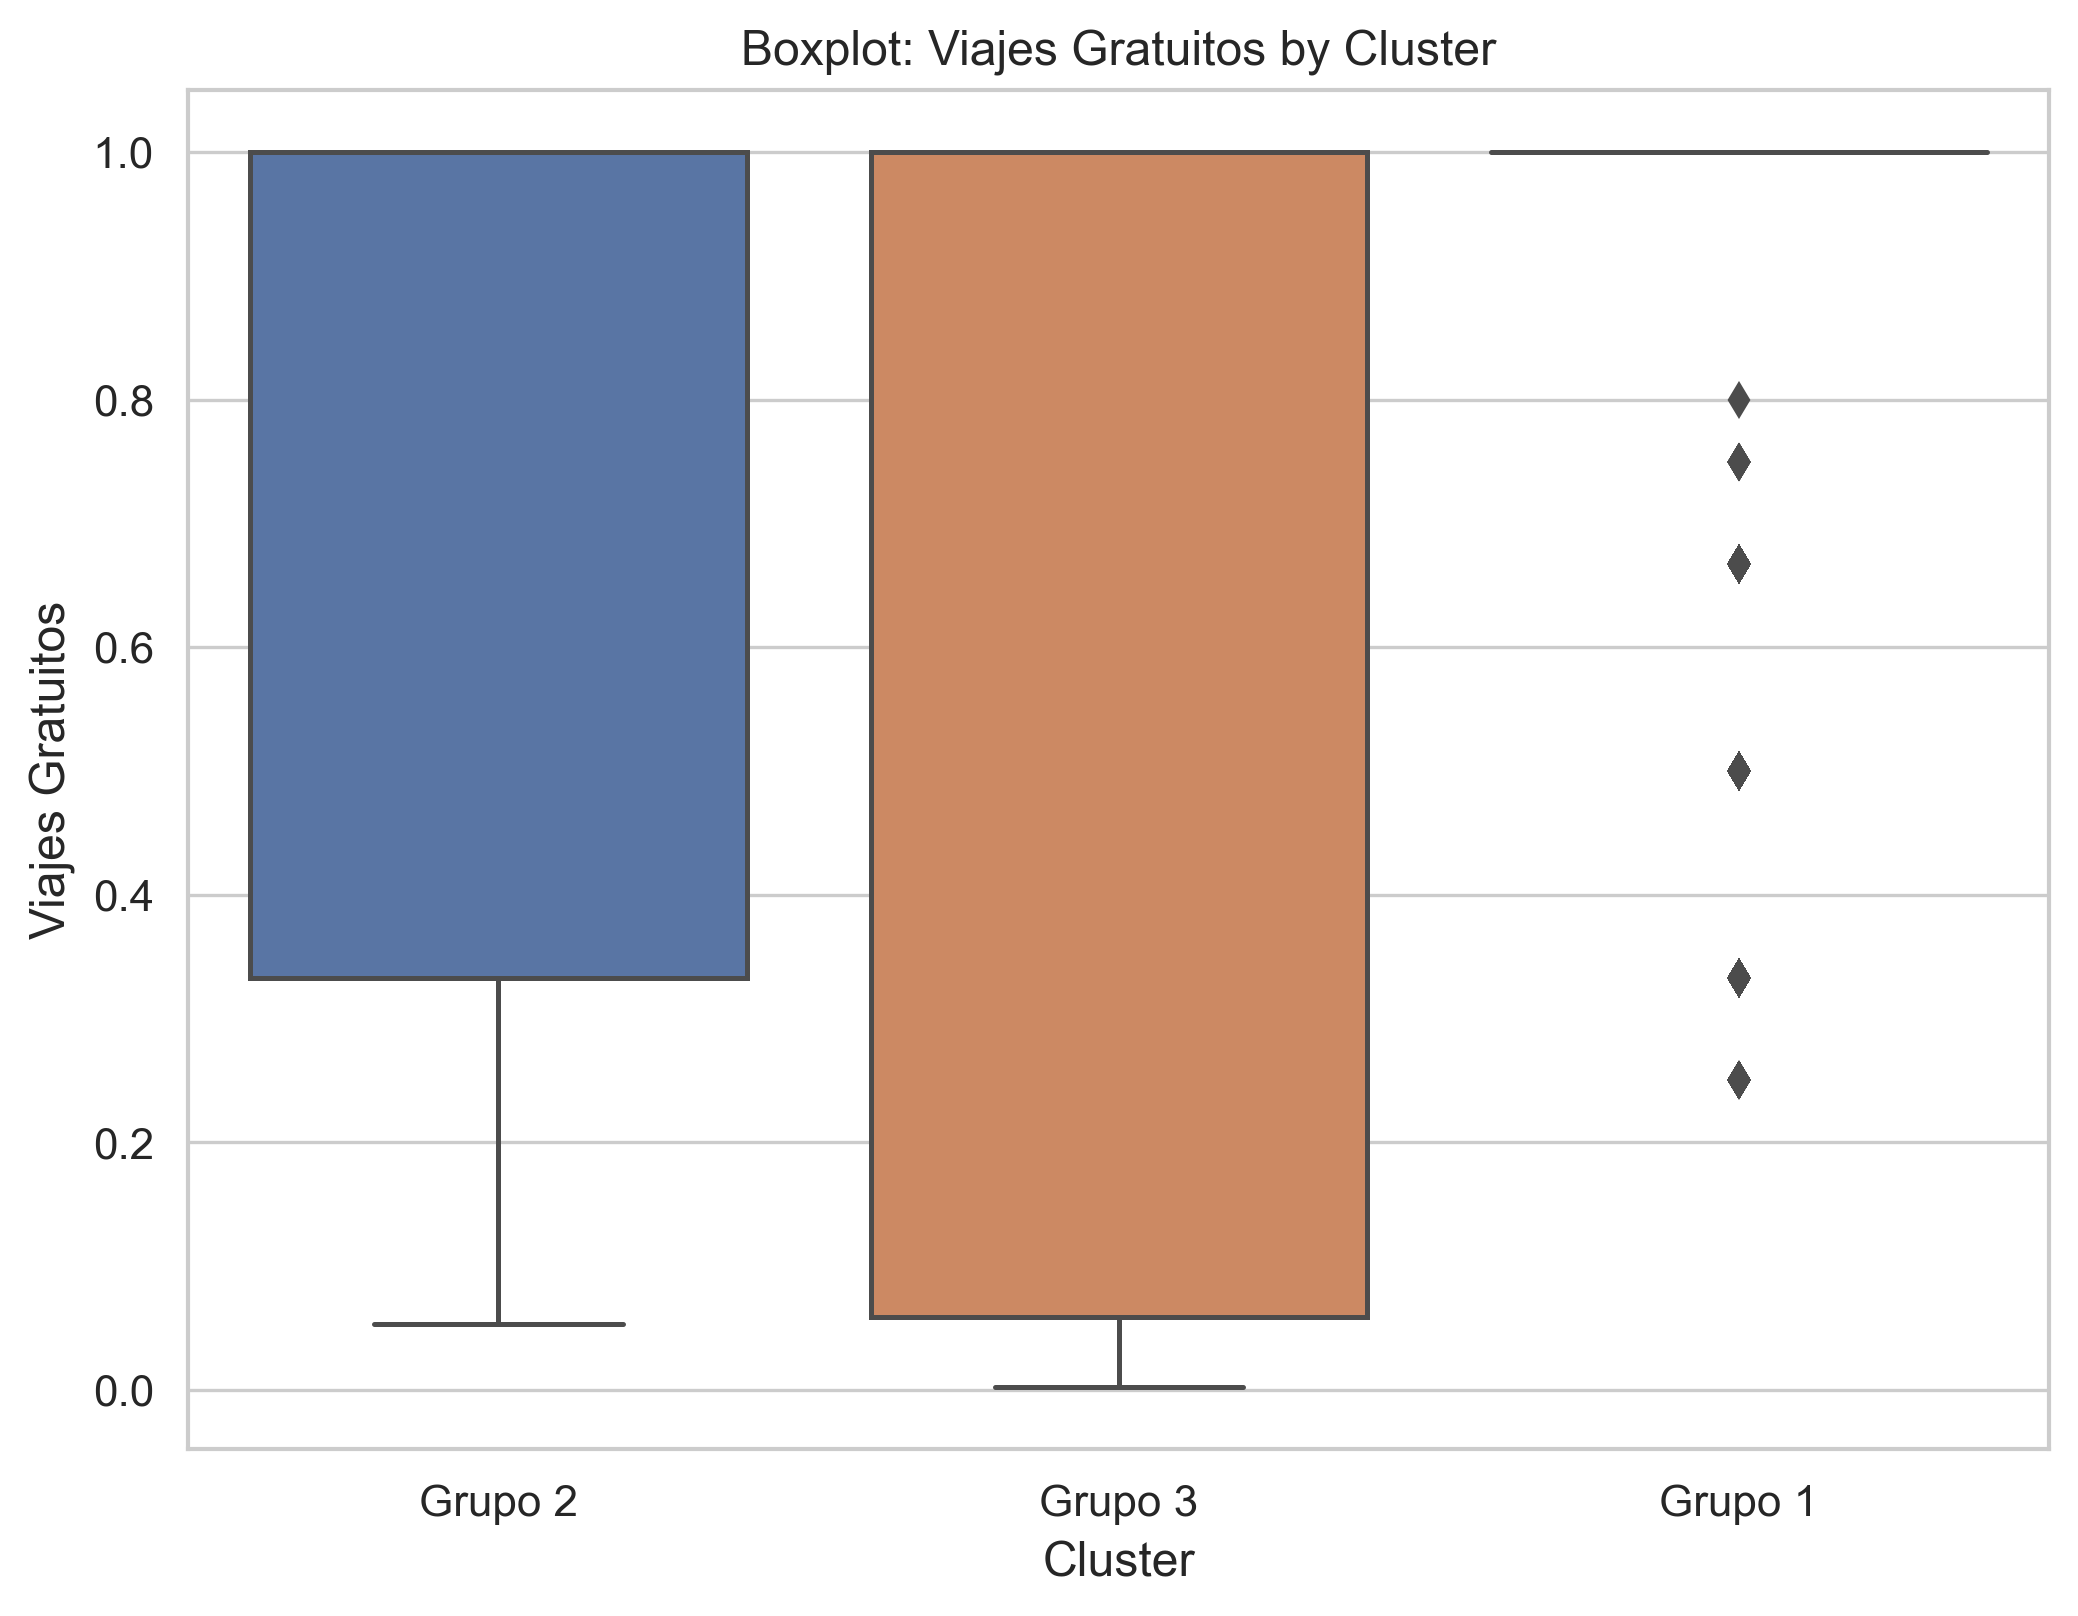 Boxplot: Viajes Gratuitos by Cluster
Viajes Gratuitos
1.0
0.8
0.6
0.4
0.2
0.0
Grupo 2
Grupo 3
Grupo 1
Cluster